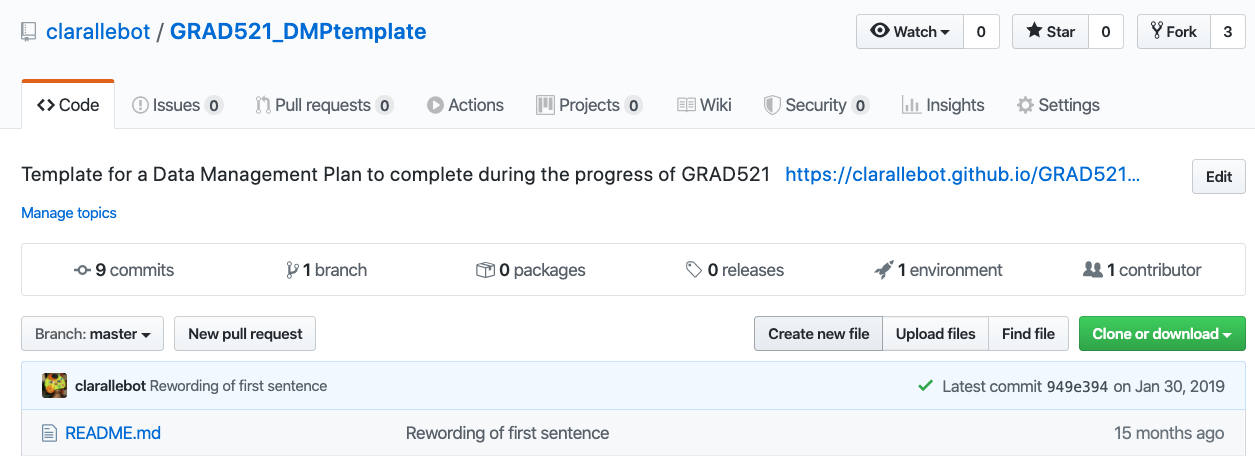 clarallebot / GRAD521_DMPtemplate Watch 0 Star 0 Fork 3
Code Issues 0 Pull requests 0 Actions Projects 0 Wiki Security 0 Insights Settings
Template for a Data Management Plan to complete during the progress of GRAD521 https://clarallebot.github.io/GRAD521... Edit
Manage topics
9 commits 1 branch 0 packages 0 releases 1 environment 1 contributor
Branch: master New pull request Create new file Upload files Find file Clone or download
clarallebot Rewording of first sentence Latest commit 949e394 on Jan 30, 2019
README.md Rewording of first sentence 15 months ago